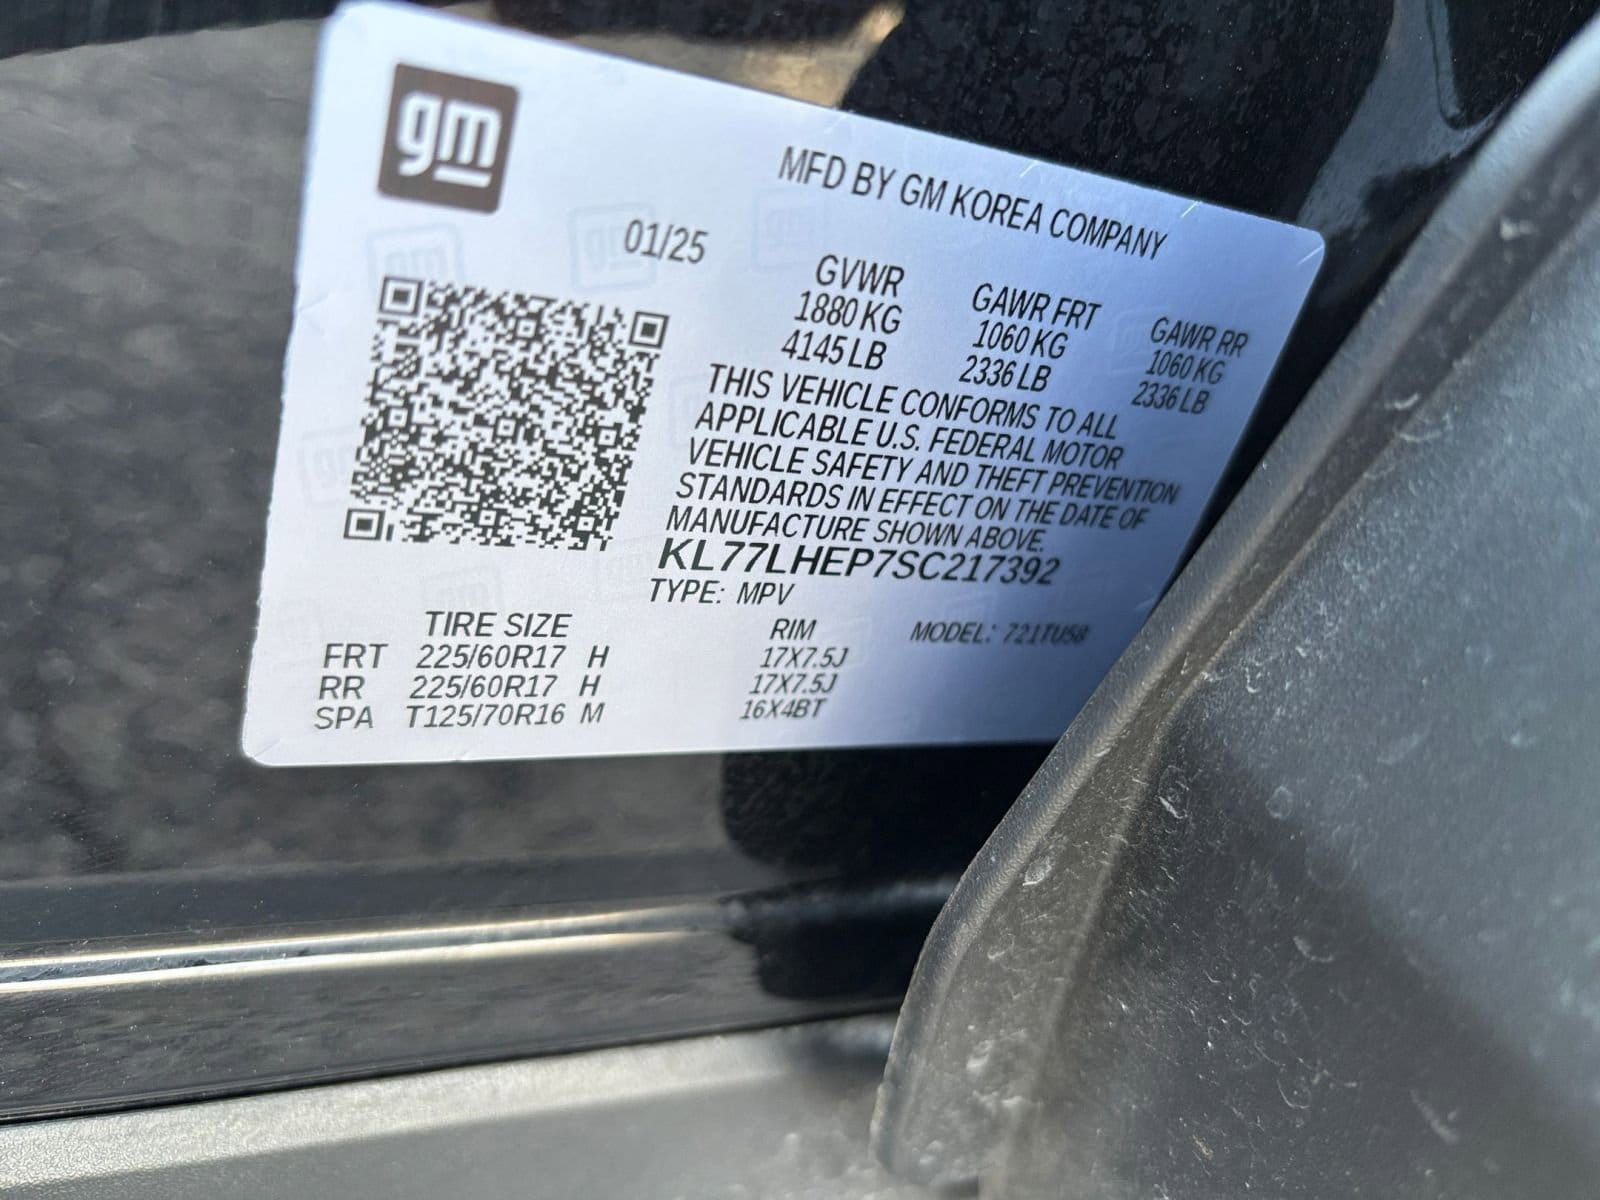 gm
MFD BY GM KOREA COMPANY
01/25
GVWR GAWR FRT GAWR RR
1880 KG 1060 KG 1060 KG
4145 LB 2336 LB 2336 LB
THIS VEHICLE CONFORMS TO ALL
APPLICABLE U.S. FEDERAL MOTOR
VEHICLE SAFETY AND THEFT PREVENTION
STANDARDS IN EFFECT ON THE DATE OF
MANUFACTURE SHOWN ABOVE.
KL77LHEP7SC217392
TYPE: MPV
TIRE SIZE RIM MODEL: 721TU58
FRT 225/60R17 H 17X7.5J
RR 225/60R17 H 17X7.5J
SPA T125/70R16 M 16X4BT